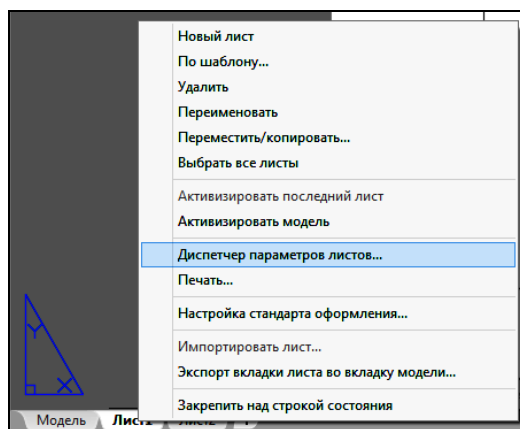 Новый лист
По шаблону...
Удалить
Переименовать
Переместить/копировать...
Выбрать все листы
Активизировать последний лист
Активизировать модель
Диспетчер параметров листов...
Печать...
Настройка стандарта оформления...
Импортировать лист...
Экспорт вкладки листа во вкладку модели...
Закрепить над строкой состояния
Y
X
Модель Лист1 Лист2 +